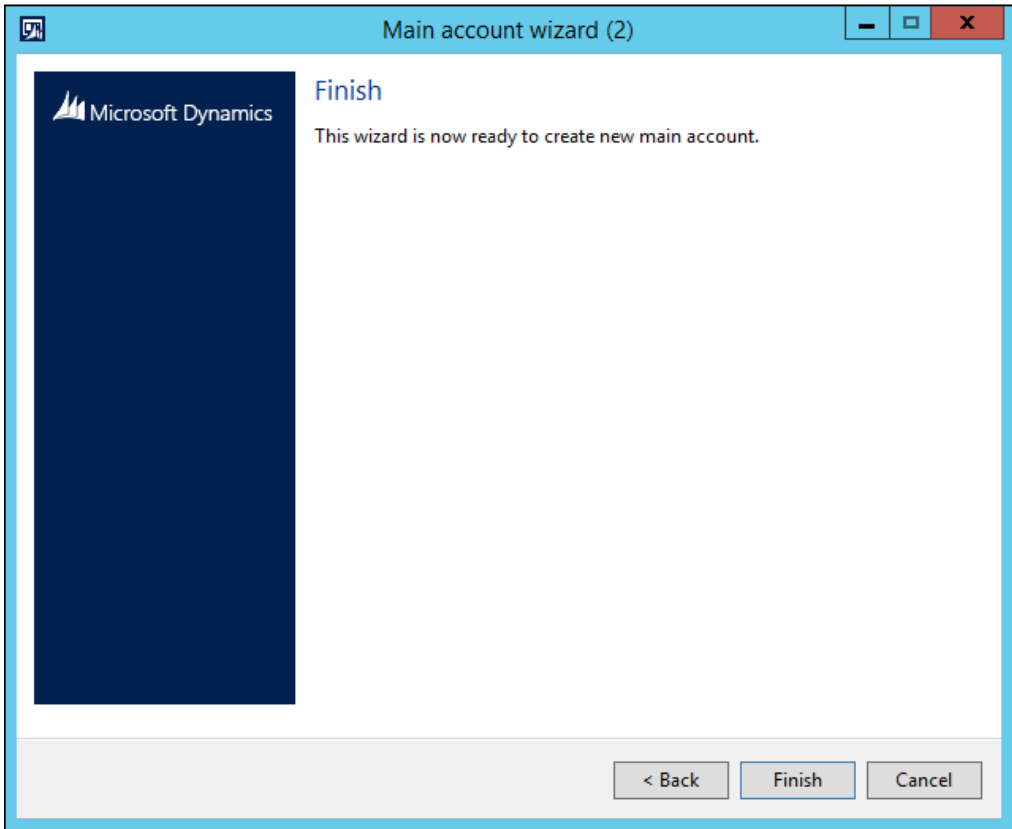 Main account wizard (2)
Microsoft Dynamics
Finish
This wizard is now ready to create new main account.
< Back
Finish
Cancel